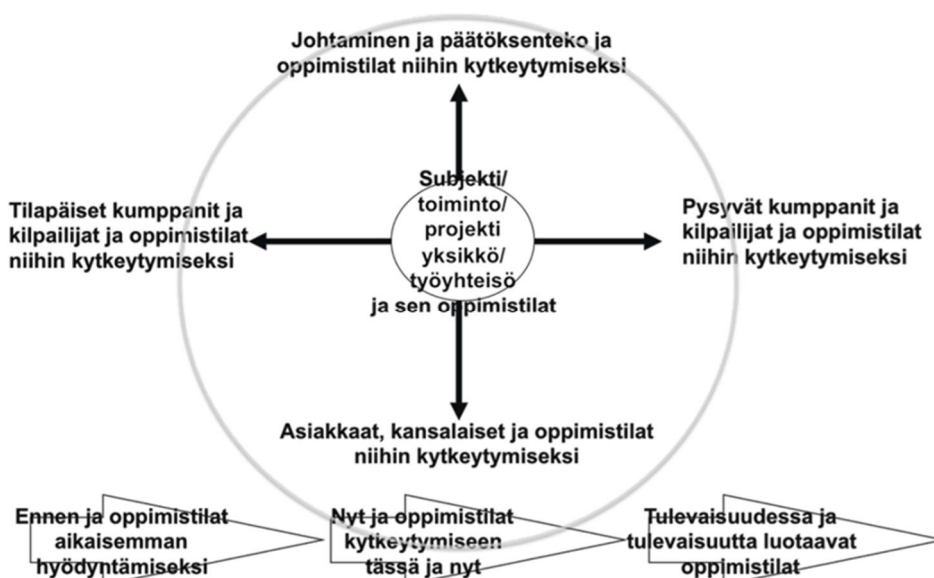 Johtaminen ja päätöksenteko ja
oppimistilat niihin kytkeytymiseksi
Tilapäiset kumppanit ja
kilpailijat ja oppimistilat
niihin kytkeytymiseksi
Subjekti/
toiminto/
projekti
yksikkö/
työyhteisö
ja sen oppimistilat
Pysyvät kumppanit ja
kilpailijat ja oppimistilat
niihin kytkeytymiseksi
Asiakkaat, kansalaiset ja oppimistilat
niihin kytkeytymiseksi
Ennen ja oppimistilat
aikaisemman
hyödyntämiseksi
Nyt ja oppimistilat
kytkeytymiseen
tässä ja nyt
Tulevaisuudessa ja
tulevaisuutta luotaavat
oppimistilat